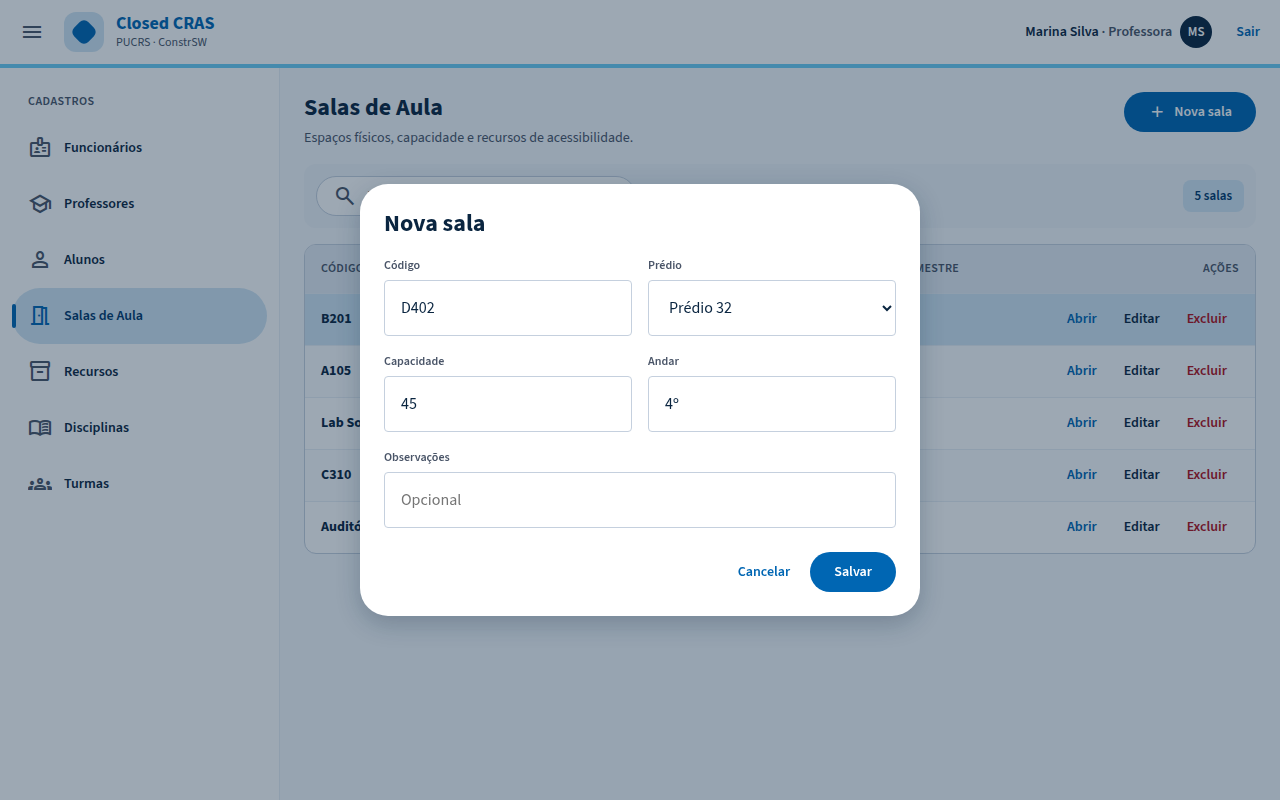 Closed CRAS
PUCRS · ConstrSW
Marina Silva · Professora
MS
Sair
CADASTROS
Funcionários
Professores
Alunos
Salas de Aula
Recursos
Disciplinas
Turmas
Salas de Aula
Espaços físicos, capacidade e recursos de acessibilidade.
Nova sala
5 salas
AÇÕES
B201
Abrir Editar Excluir
A105
Abrir Editar Excluir
Lab
Abrir Editar Excluir
C310
Abrir Editar Excluir
Abrir Editar Excluir
Nova sala
Código
D402
Prédio
Prédio 32
Capacidade
45
Andar
4º
Observações
Opcional
Cancelar
Salvar